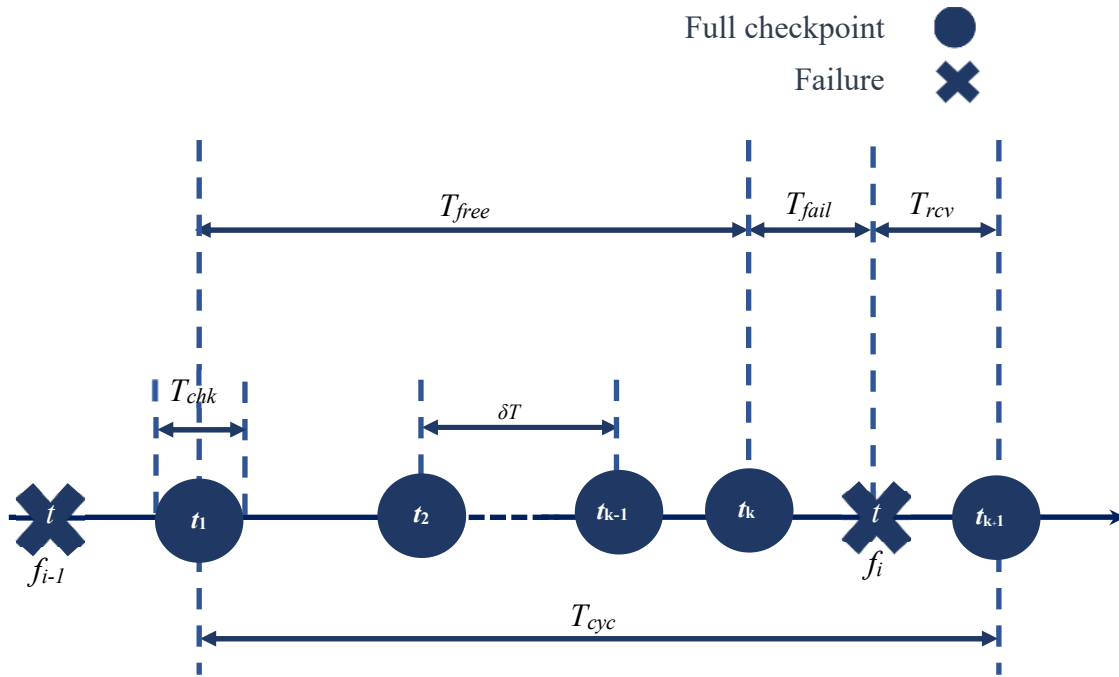 Full checkpoint
Failure
T_free T_fail T_rcv
T_chk
δT
t t_1 t_2 t_k-1 t_k t t_k+1
f_i-1 f_i
T_cyc